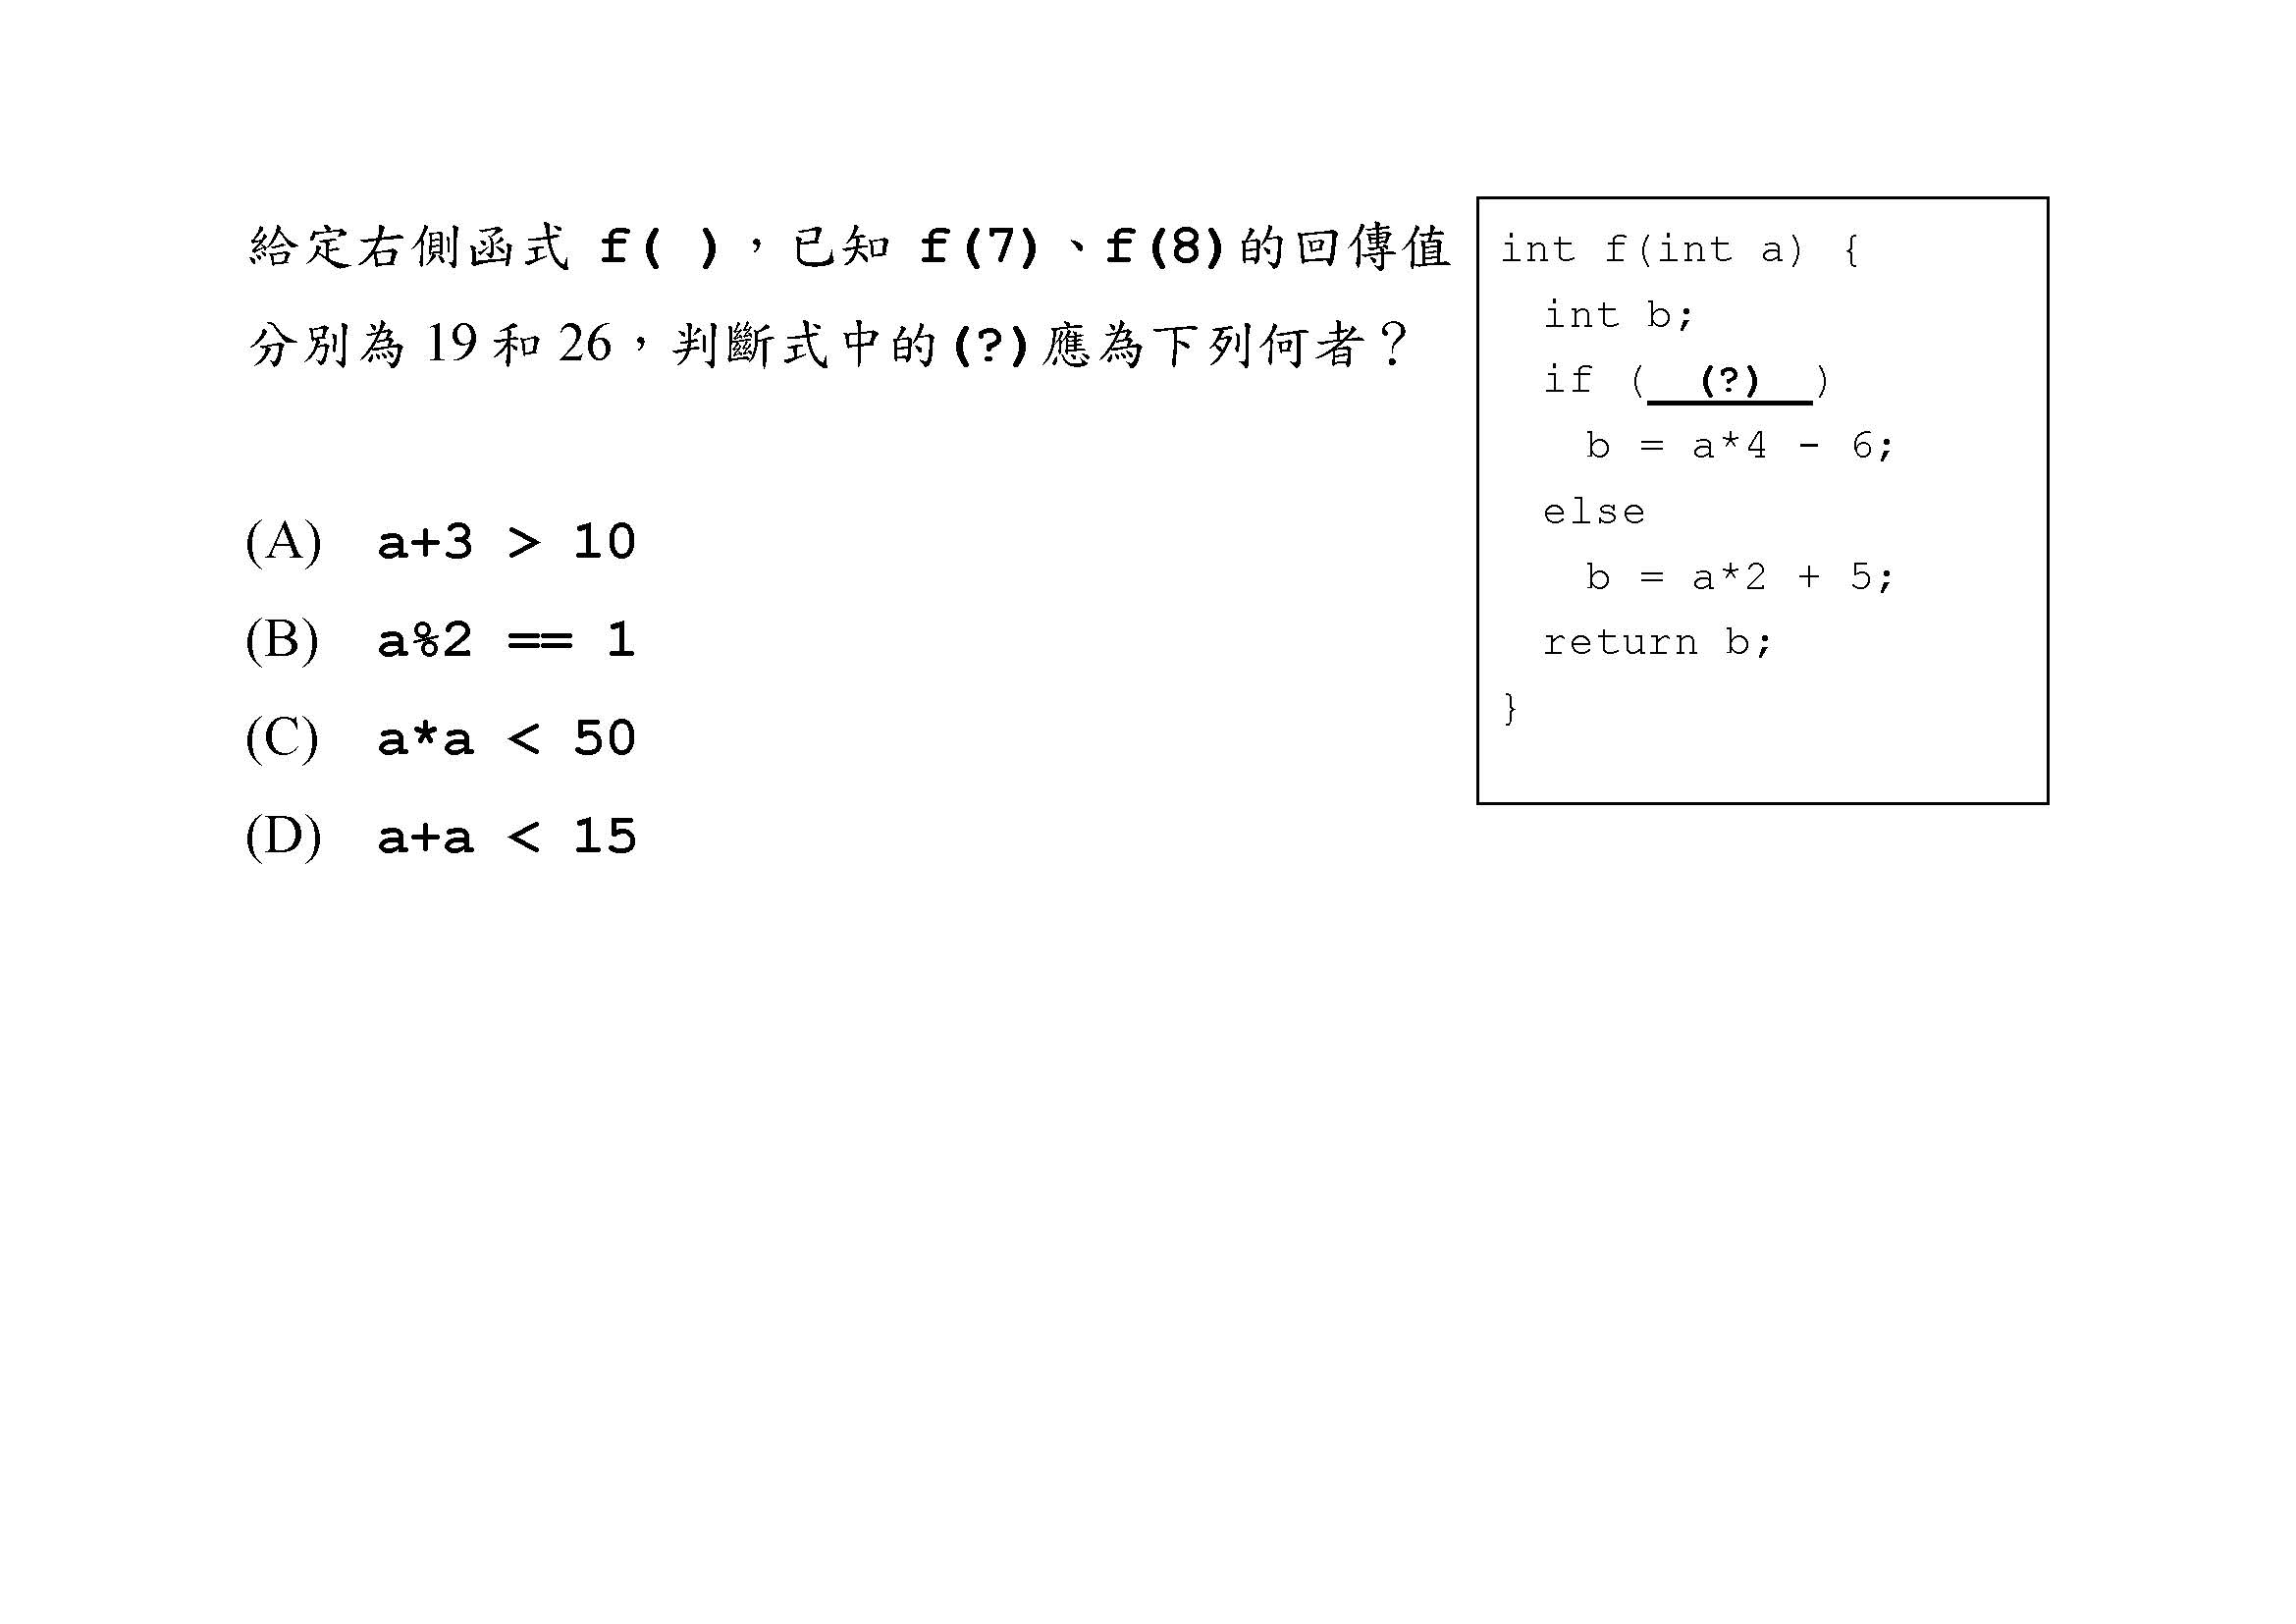 給定右側函式 f( )，已知 f(7)、f(8)的回傳值
分別為 19 和 26，判斷式中的(?)應為下列何者？
(A) a+3 > 10
(B) a%2 == 1
(C) a*a < 50
(D) a+a < 15
int f(int a) {
int b;
if ( (?) )
b = a*4 - 6;
else
b = a*2 + 5;
return b;
}